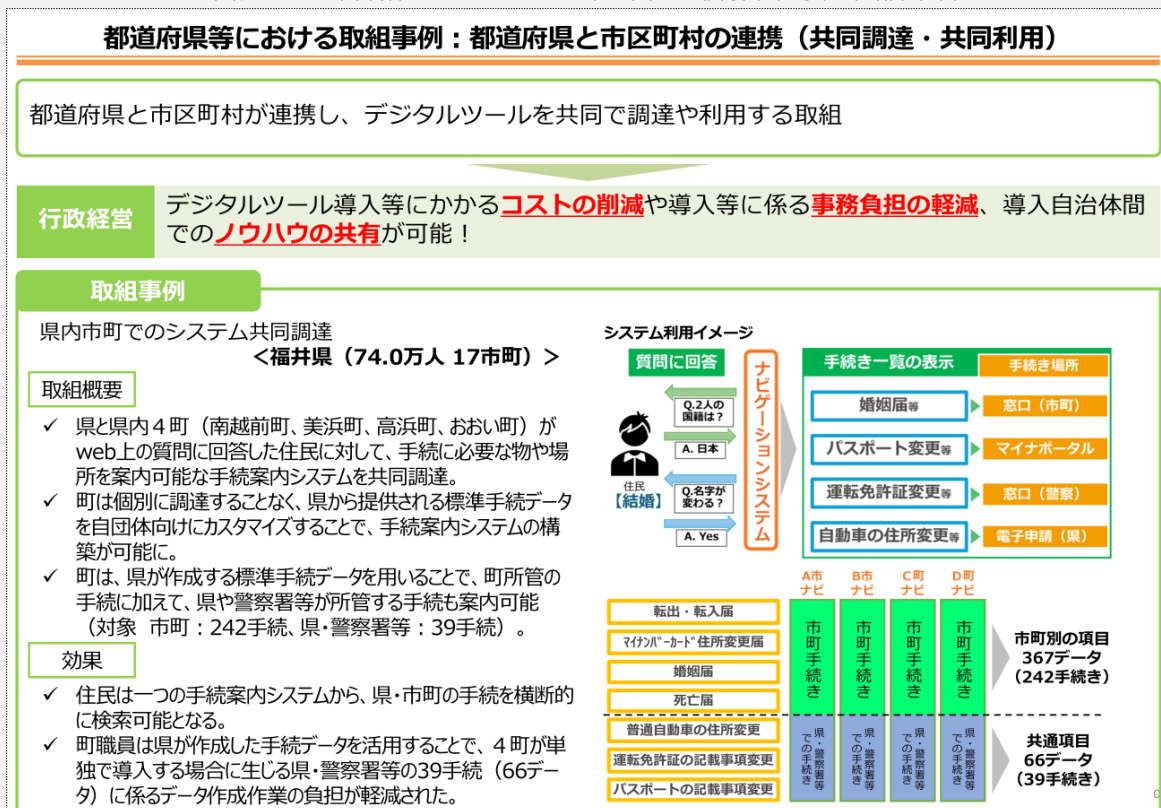 都道府県等における取組事例：都道府県と市区町村の連携（共同調達・共同利用）
都道府県と市区町村が連携し、デジタルツールを共同で調達や利用する取組
行政経営
デジタルツール導入等にかかるコストの削減や導入等に係る事務負担の軽減、導入自治体間
でのノウハウの共有が可能！
取組事例
県内市町でのシステム共同調達
＜福井県（74.0万人 17市町）＞
取組概要
✓ 県と県内４町（南越前町、美浜町、高浜町、おおい町）が
web上の質問に回答した住民に対して、手続に必要な物や場
所を案内可能な手続案内システムを共同調達。
✓ 町は個別に調達することなく、県から提供される標準手続データ
を自団体向けにカスタマイズすることで、手続案内システムの構
築が可能に。
✓ 町は、県が作成する標準手続データを用いることで、町所管の
手続に加えて、県や警察署等が所管する手続も案内可能
（対象 市町：242手続、県・警察署等：39手続）。
効果
✓ 住民は一つの手続案内システムから、県・市町の手続を横断的
に検索可能となる。
✓ 町職員は県が作成した手続データを活用することで、４町が単
独で導入する場合に生じる県・警察署等の39手続（66デー
タ）に係るデータ作成作業の負担が軽減された。
システム利用イメージ
質問に回答
Q.2人の
国籍は？
A. 日本
Q.名字が
変わる？
A. Yes
住民
【結婚】
ナビゲーションシステム
手続き一覧の表示
手続き場所
婚姻届等
窓口（市町）
パスポート変更等
マイナポータル
運転免許証変更等
窓口（警察）
自動車の住所変更等
電子申請（県）
A市
ナビ
B市
ナビ
C町
ナビ
D町
ナビ
転出・転入届
マイナンバーカード住所変更届
婚姻届
死亡届
普通自動車の住所変更
運転免許証の記載事項変更
パスポートの記載事項変更
市町手続き
市町手続き
市町手続き
市町手続き
県・警察署等
での手続き
県・警察署等
での手続き
県・警察署等
での手続き
県・警察署等
での手続き
市町別の項目
367データ
（242手続き）
共通項目
66データ
（39手続き）